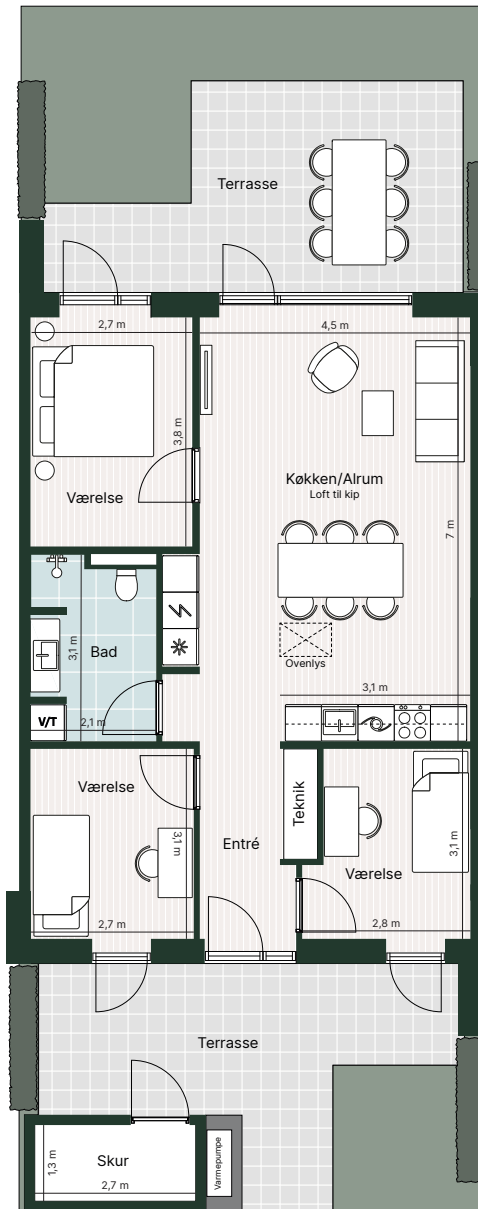 Terrasse
2,7 m
4,5 m
3,8 m
Værelse
Køkken/Alrum
Loft til kip
7 m
3,1 m
Bad
Ovenlys
3,1 m
V/T
2,1 m
Værelse
3,1 m
2,7 m
Entré
Teknik
3,1 m
Værelse
2,8 m
Terrasse
1,3 m
Skur
2,7 m
Varmepumpe